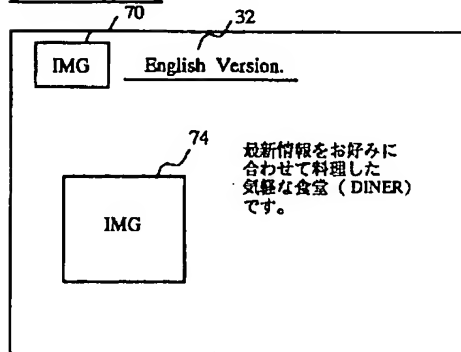 70
32
IMG
English Version.
74
最新情報をお好みに
合わせて料理した
気軽な食堂 ( DINER)
です。
IMG